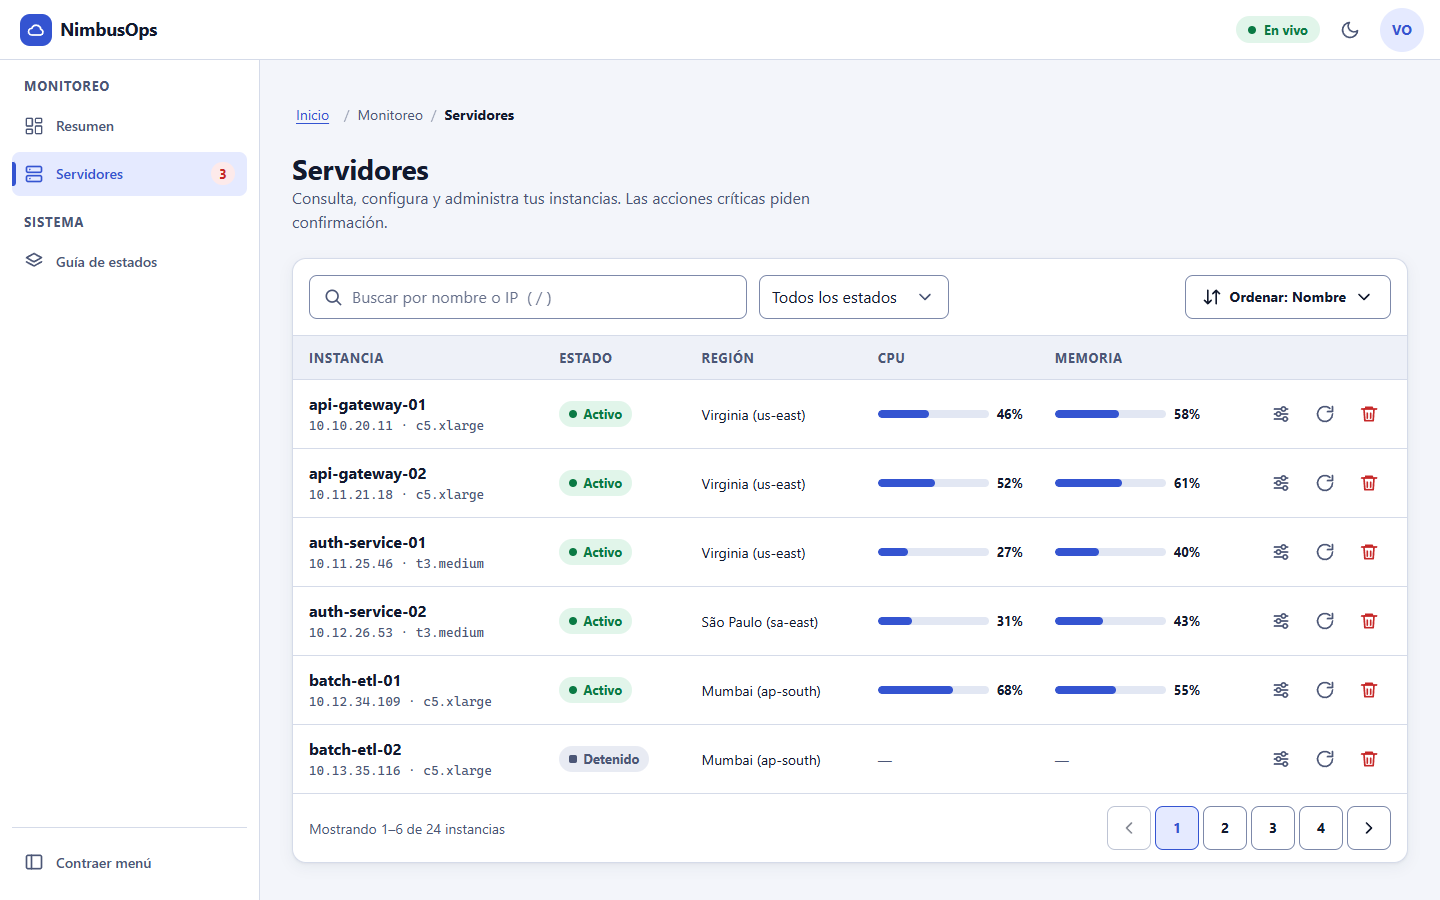 NimbusOps
En vivo
VO
MONITOREO
Resumen
Servidores 3
SISTEMA
Guía de estados
Contraer menú
Inicio / Monitoreo / Servidores
Servidores
Consulta, configura y administra tus instancias. Las acciones críticas piden
confirmación.
Buscar por nombre o IP ( / )
Todos los estados
Ordenar: Nombre
INSTANCIA ESTADO REGIÓN CPU MEMORIA
api-gateway-01
10.10.20.11 · c5.xlarge
Activo
Virginia (us-east)
46%
58%
api-gateway-02
10.11.21.18 · c5.xlarge
Activo
Virginia (us-east)
52%
61%
auth-service-01
10.11.25.46 · t3.medium
Activo
Virginia (us-east)
27%
40%
auth-service-02
10.12.26.53 · t3.medium
Activo
São Paulo (sa-east)
31%
43%
batch-etl-01
10.12.34.109 · c5.xlarge
Activo
Mumbai (ap-south)
68%
55%
batch-etl-02
10.13.35.116 · c5.xlarge
Detenido
Mumbai (ap-south)
—
—
Mostrando 1–6 de 24 instancias
1 2 3 4